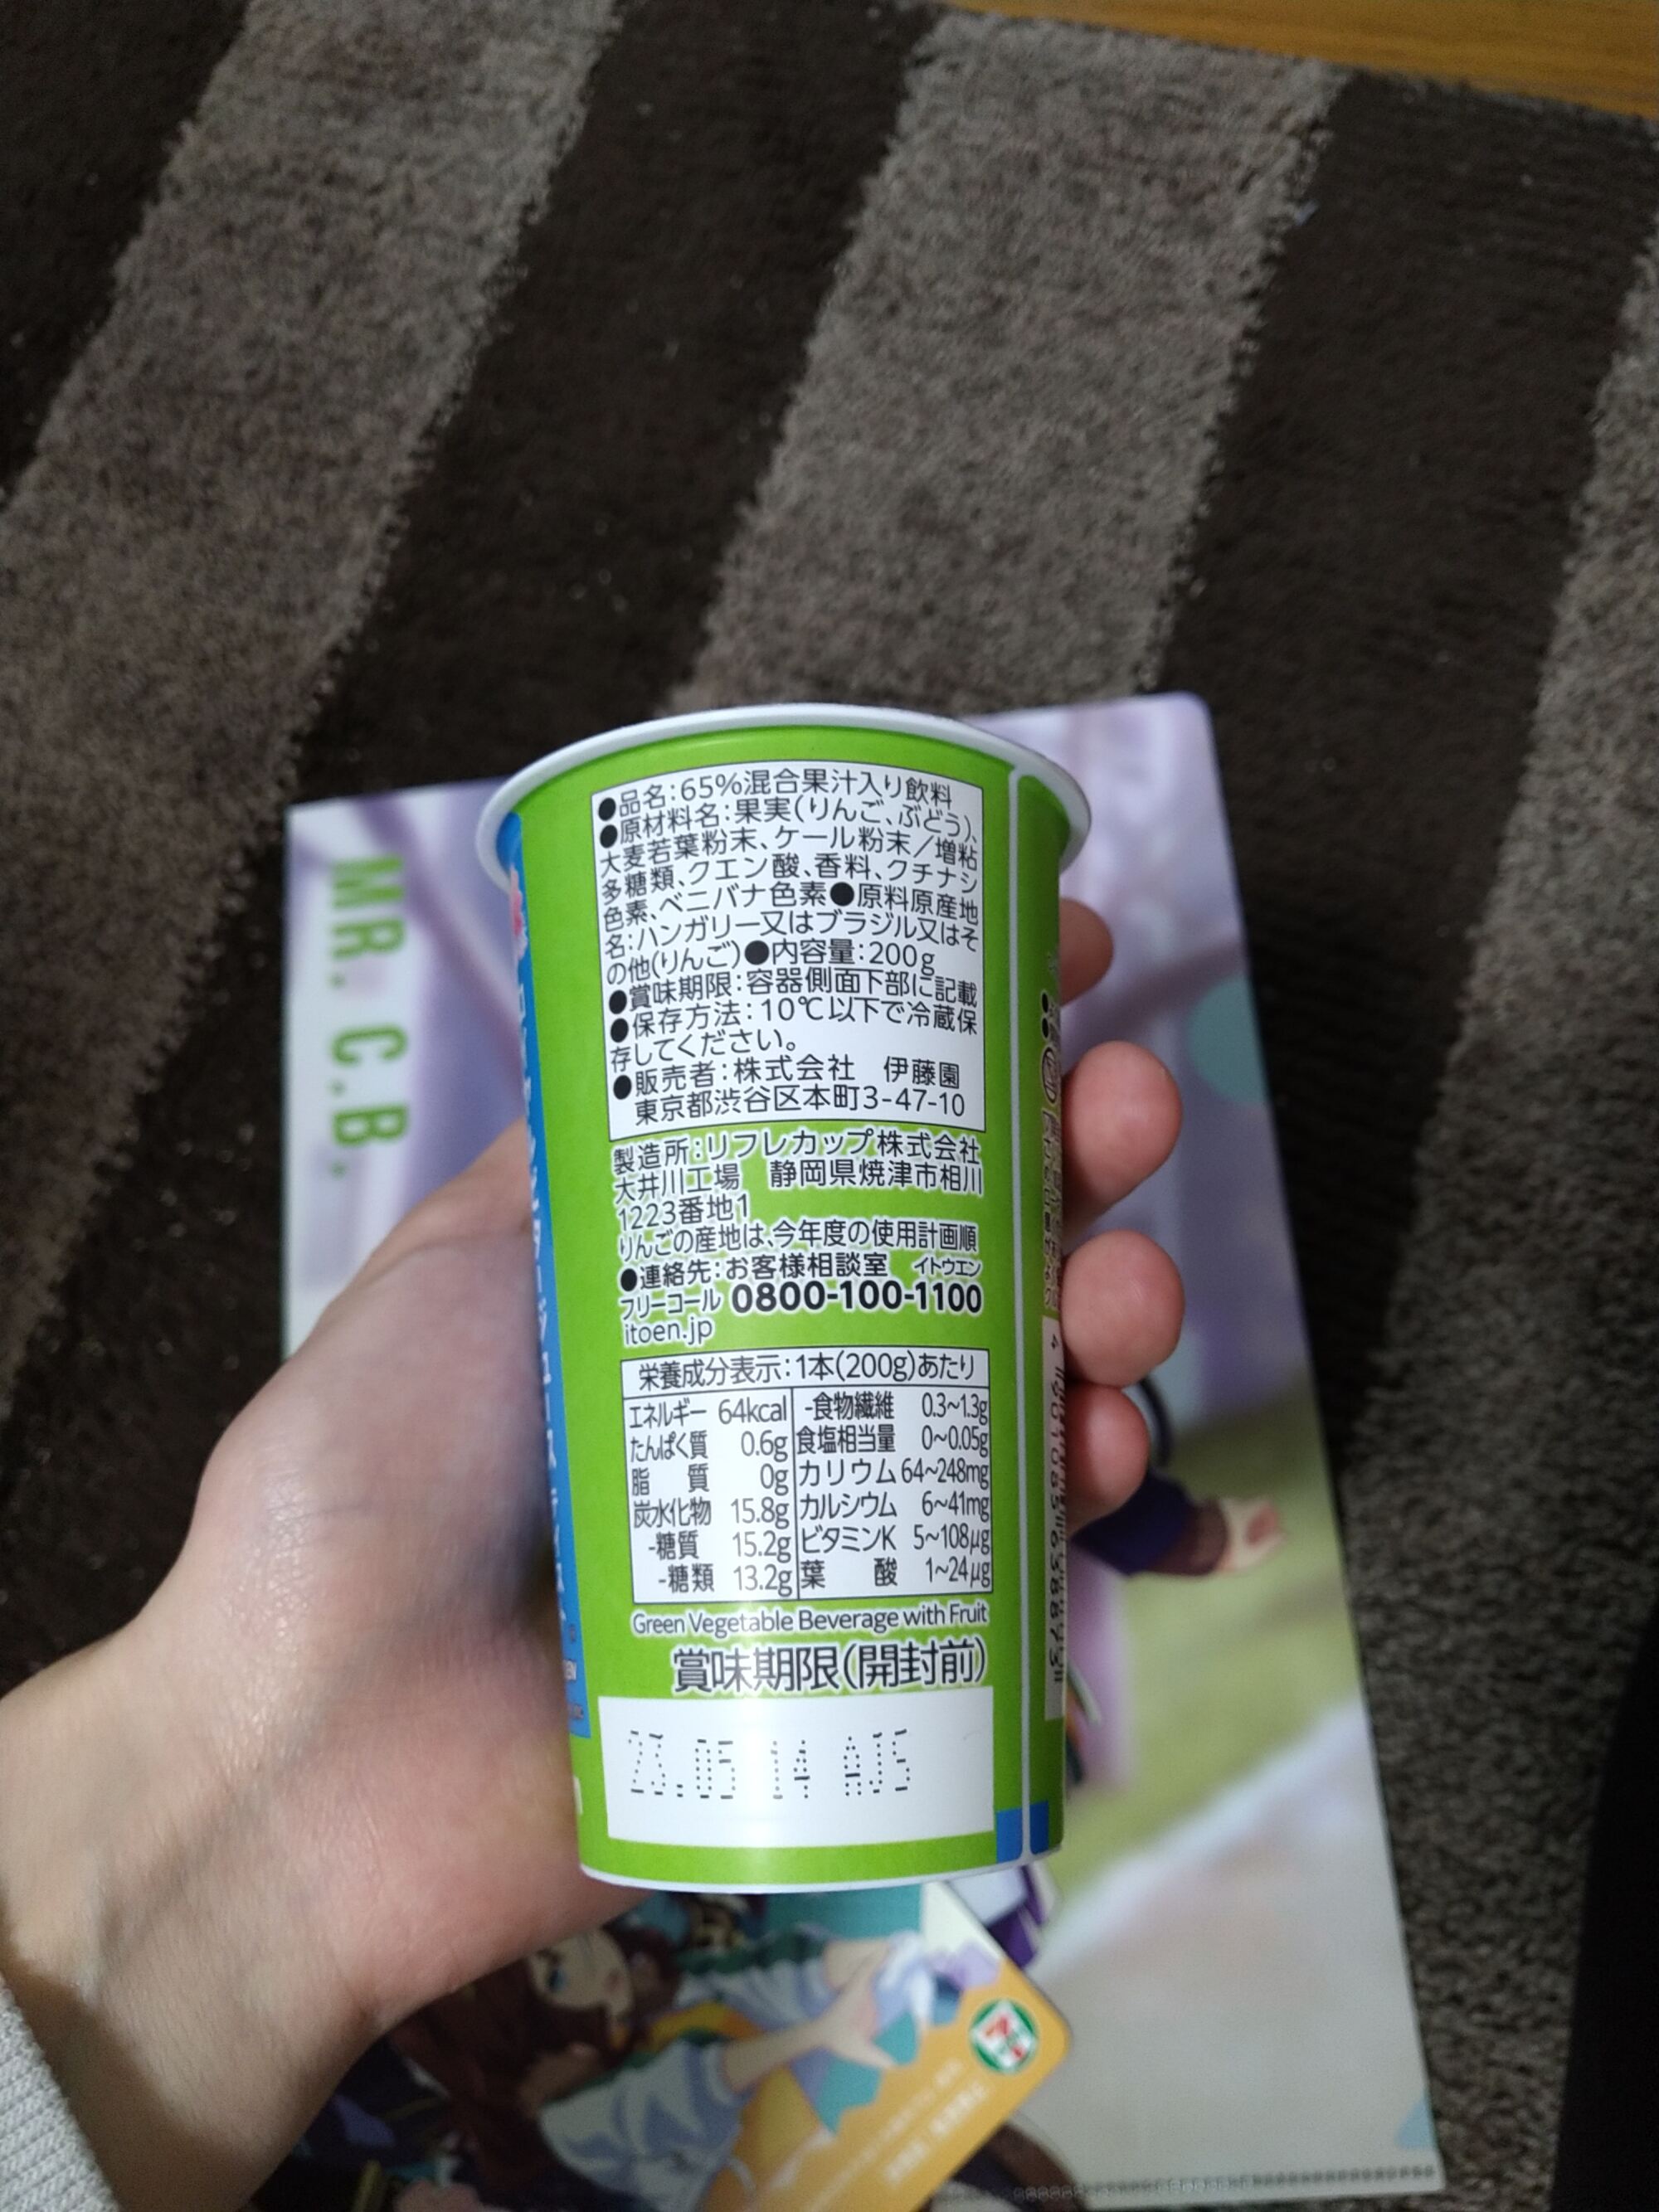 MR. C.B.
●品名:65%混合果汁入り飲料
●原材料名:果実(りんご、ぶどう)、
大麦若葉粉末、ケール粉末／増粘
多糖類、クエン酸、香料、クチナシ
色素、ベニバナ色素●原料原産地
名:ハンガリー又はブラジル又はそ
の他(りんご)●内容量:200g
●賞味期限:容器側面下部に記載
●保存方法:10℃以下で冷蔵保
存してください。
●販売者:株式会社　伊藤園
東京都渋谷区本町3-47-10
製造所:リフレカップ株式会社
大井川工場　静岡県焼津市相川
1223番地1
りんごの産地は、今年度の使用計画順
●連絡先:お客様相談室　イトウエン
フリーコール 0800-100-1100
itoen.jp
栄養成分表示:1本(200g)あたり
エネルギー 64kcal -食物繊維 0.3~1.3g
たんぱく質 0.6g 食塩相当量 0~0.05g
脂質 0g カリウム 64~248mg
炭水化物 15.8g カルシウム 6~41mg
-糖質 15.2g ビタミンK 5~108μg
-糖類 13.2g 葉酸 1~24μg
Green Vegetable Beverage with Fruit
賞味期限(開封前)
23.05 14 AJS